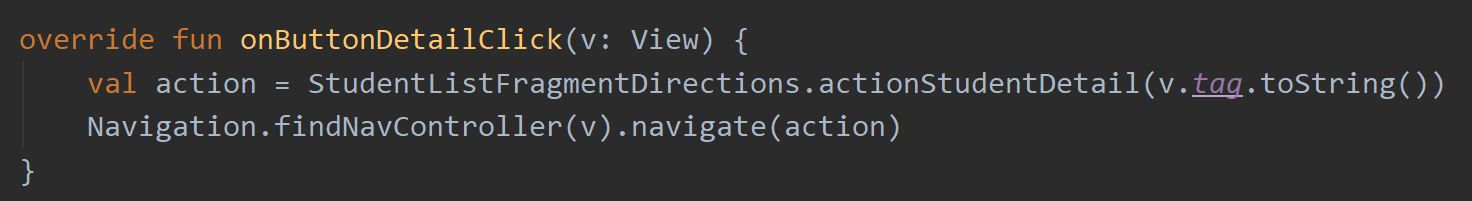 override fun onButtonDetailClick(v: View) {
    val action = StudentListFragmentDirections.actionStudentDetail(v.tag.toString())
    Navigation.findNavController(v).navigate(action)
}